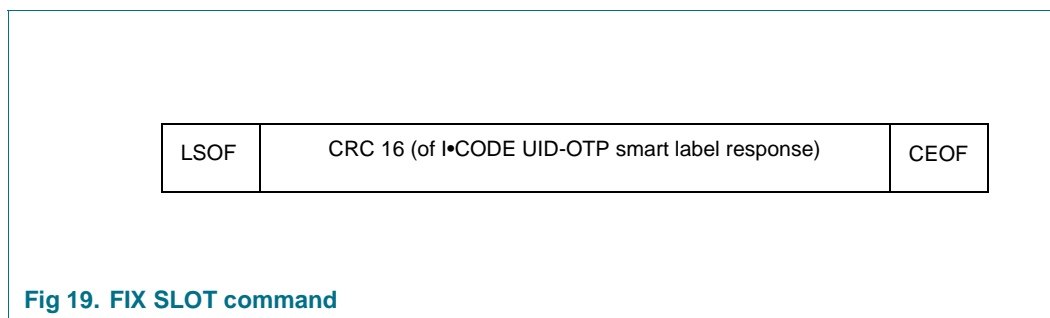 LSOF
CRC 16 (of I•CODE UID-OTP smart label response)
CEOF
Fig 19. FIX SLOT command